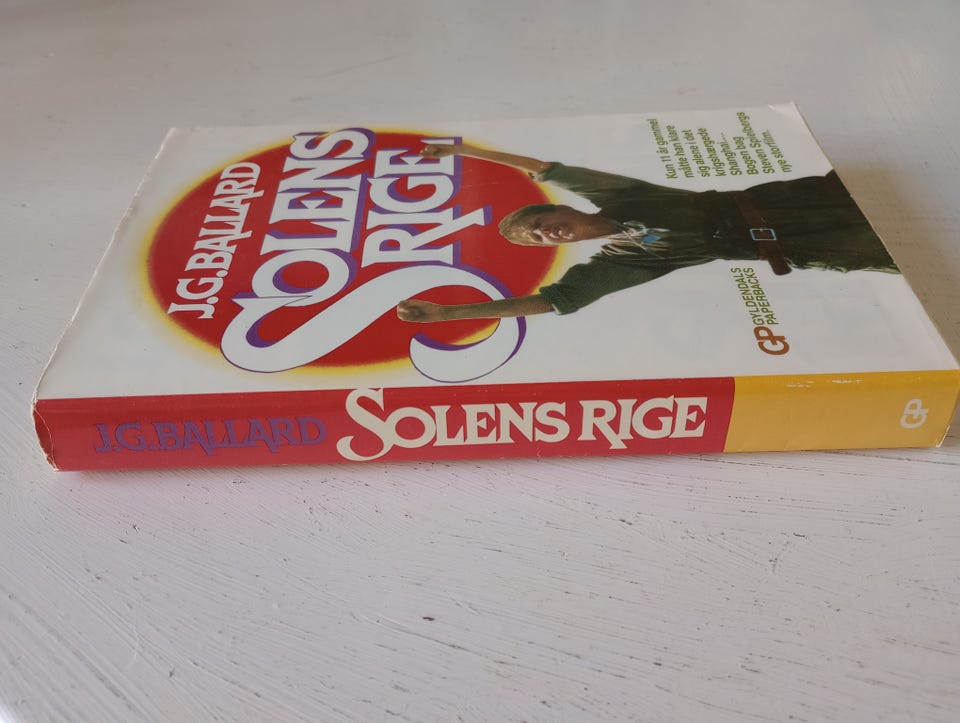 J.G.BALLARD
SOLENS
RIGE
Kun 11 år gammel
måtte han klare
sig alene i det
krigshærgede
Shanghai...
Bogen bag
Steven Spielbergs
nye storfilm.
GP GYLDENDALS
PAPERBACKS
J.G.BALLARD SOLENS RIGE GP